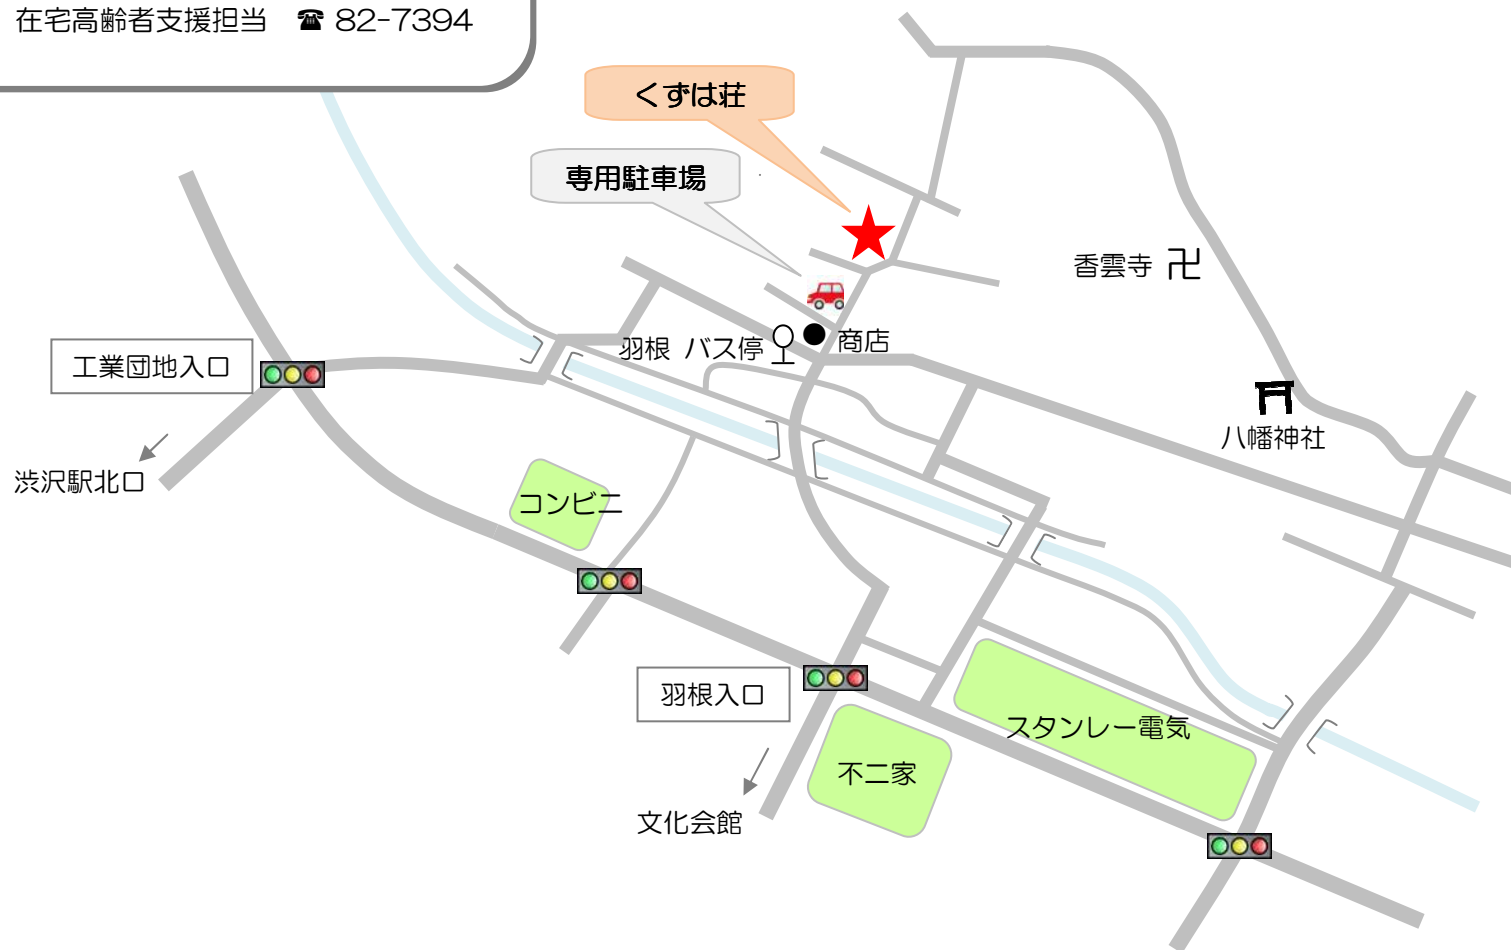 在宅高齢者支援担当　☎ 82-7394
くずは荘
専用駐車場
香雲寺 卍
羽根 バス停
商店
工業団地入口
八幡神社
渋沢駅北口
コンビニ
羽根入口
スタンレー電気
不二家
文化会館